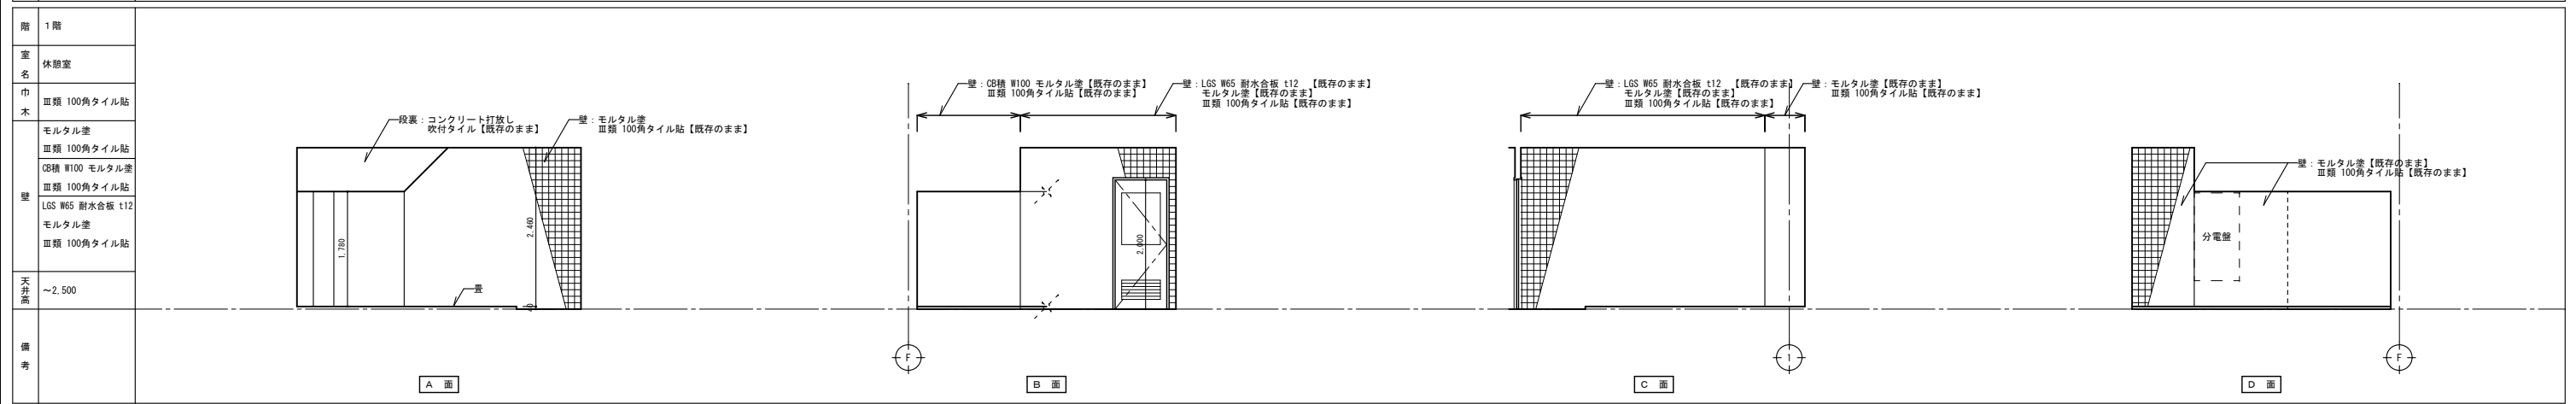 階 1階
室名 休憩室
巾木 Ⅲ類 100角タイル貼
壁 モルタル塗
Ⅲ類 100角タイル貼
CB積 W100 モルタル塗
Ⅲ類 100角タイル貼
LGS W65 耐水合板 t12
モルタル塗
Ⅲ類 100角タイル貼
天井高 ～2,500
備考
段裏：コンクリート打放し
吹付タイル【既存のまま】
壁：モルタル塗
Ⅲ類 100角タイル貼【既存のまま】
1,780
2,460
40
畳
A 面
壁：CB積 W100 モルタル塗【既存のまま】
Ⅲ類 100角タイル貼【既存のまま】
壁：LGS W65 耐水合板 t12 【既存のまま】
モルタル塗【既存のまま】
Ⅲ類 100角タイル貼【既存のまま】
2,000
F
B 面
壁：LGS W65 耐水合板 t12 【既存のまま】
モルタル塗【既存のまま】
Ⅲ類 100角タイル貼【既存のまま】
壁：モルタル塗【既存のまま】
Ⅲ類 100角タイル貼【既存のまま】
1
C 面
壁：モルタル塗【既存のまま】
Ⅲ類 100角タイル貼【既存のまま】
分電盤
F
D 面